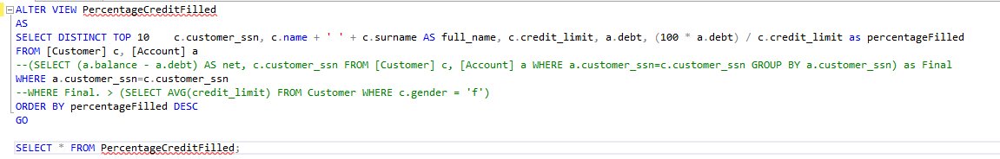 ALTER VIEW PercentageCreditFilled
AS
SELECT DISTINCT TOP 10    c.customer_ssn, c.name + ' ' + c.surname AS full_name, c.credit_limit, a.debt, (100 * a.debt) / c.credit_limit as percentageFilled
FROM [Customer] c, [Account] a
--(SELECT (a.balance - a.debt) AS net, c.customer_ssn FROM [Customer] c, [Account] a WHERE a.customer_ssn=c.customer_ssn GROUP BY a.customer_ssn) as Final
WHERE a.customer_ssn=c.customer_ssn
--WHERE Final. > (SELECT AVG(credit_limit) FROM Customer WHERE c.gender = 'f')
ORDER BY percentageFilled DESC
GO
SELECT * FROM PercentageCreditFilled;